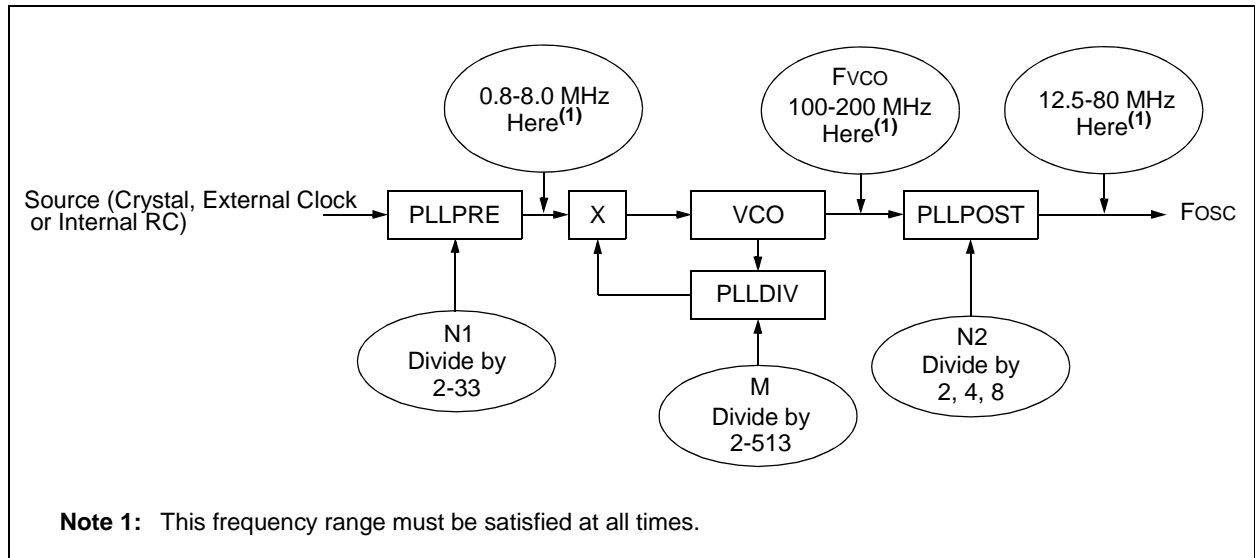 0.8-8.0 MHz
Here(1)
FVCO
100-200 MHz
Here(1)
12.5-80 MHz
Here(1)
Source (Crystal, External Clock
or Internal RC)
PLLPRE
X
VCO
PLLPOST
FOSC
PLLDIV
N1
Divide by
2-33
M
Divide by
2-513
N2
Divide by
2, 4, 8
Note 1: This frequency range must be satisfied at all times.